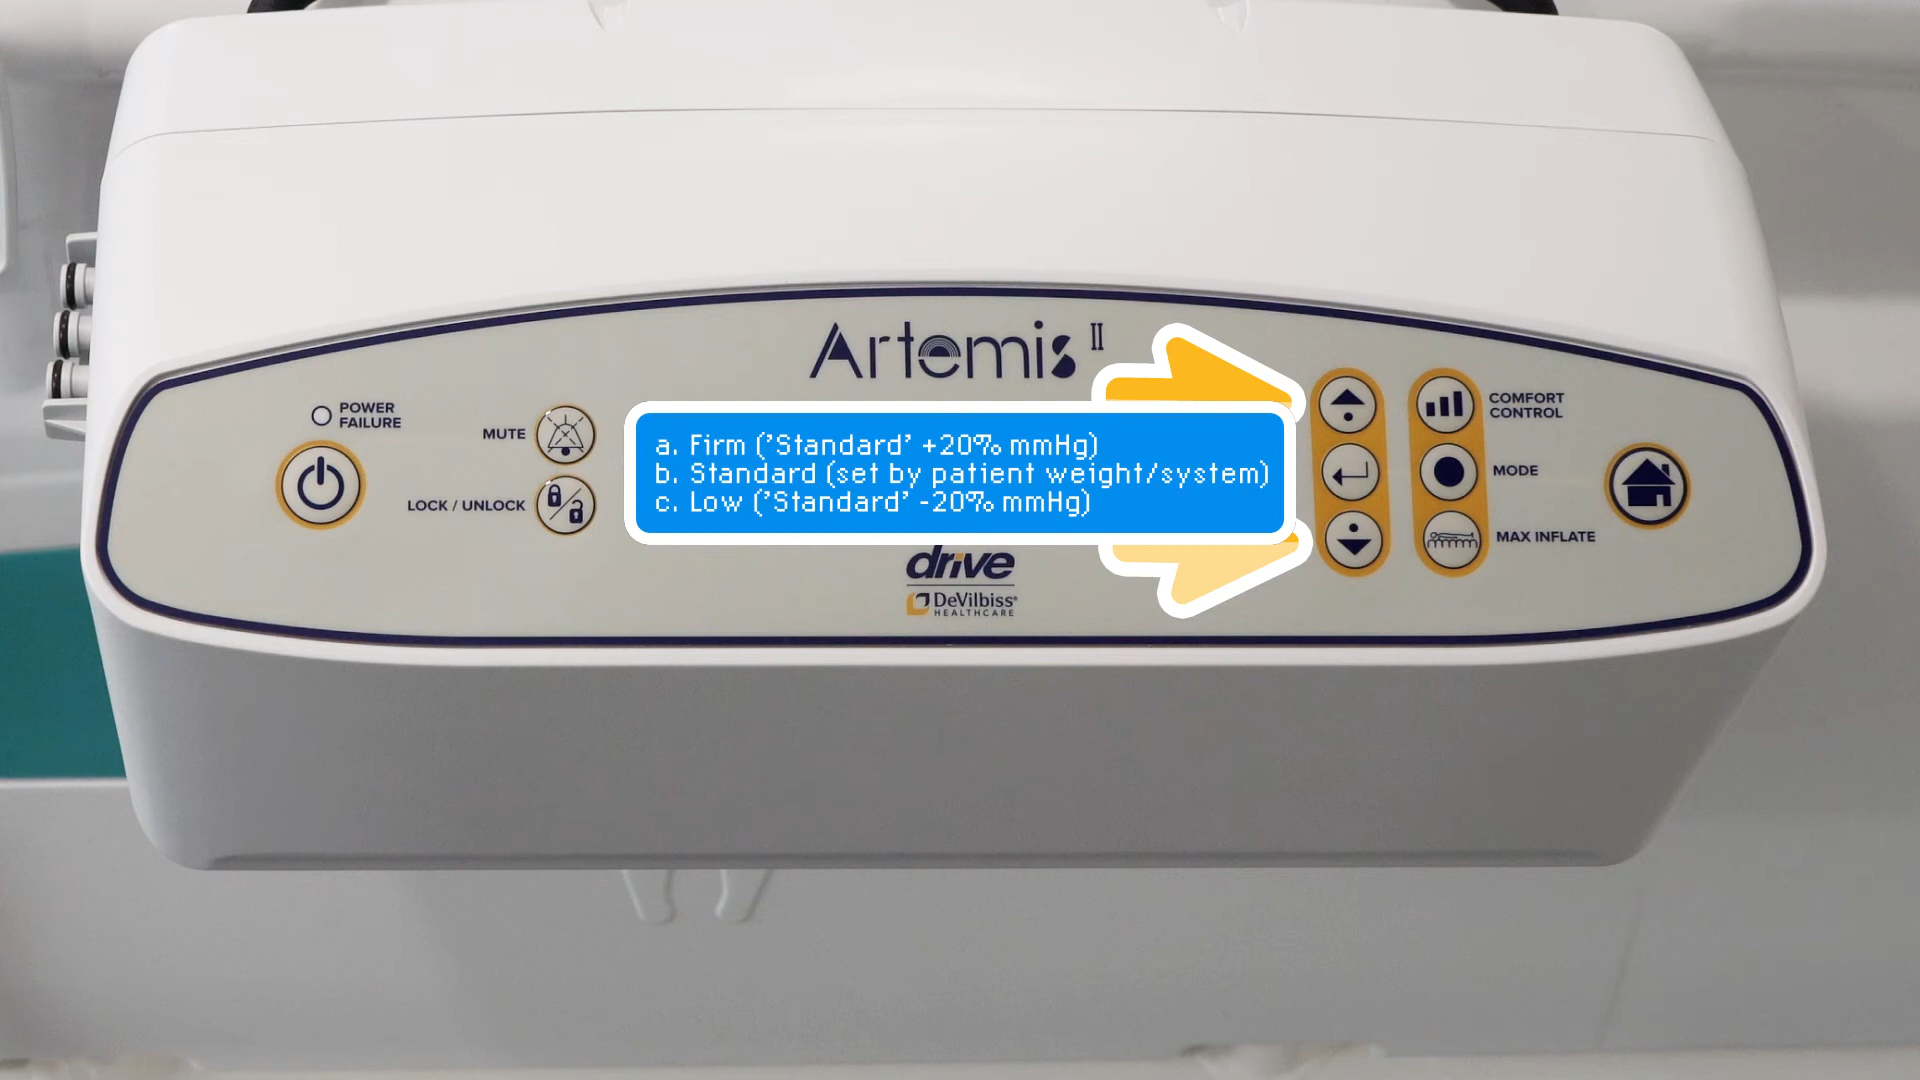 Artemis II
POWER
FAILURE
MUTE
LOCK / UNLOCK
a. Firm ('Standard' +20% mmHg)
b. Standard (set by patient weight/system)
c. Low ('Standard' -20% mmHg)
COMFORT
CONTROL
MODE
MAX INFLATE
drive
DeVilbiss®
HEALTHCARE